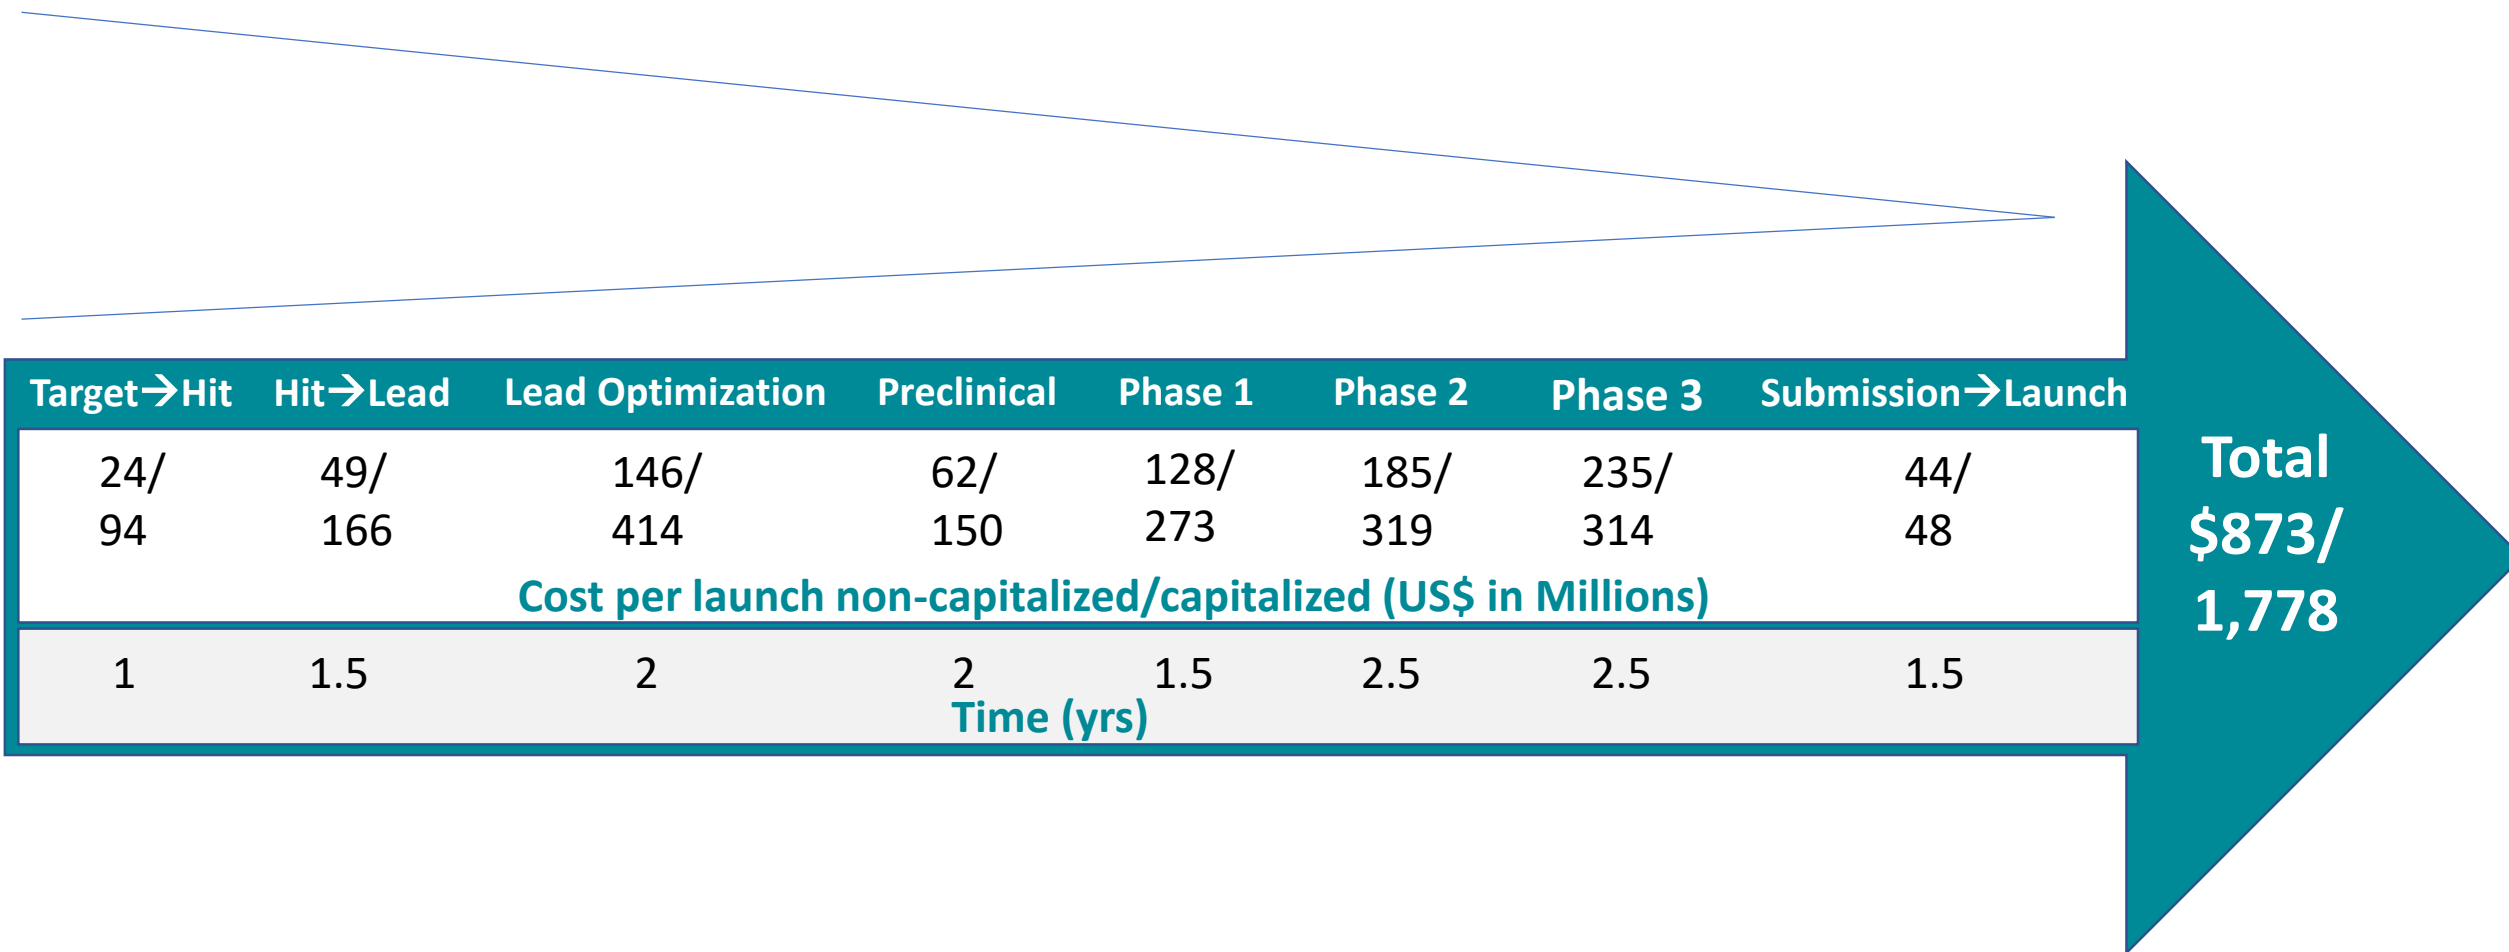 Target→Hit Hit→Lead Lead Optimization Preclinical Phase 1 Phase 2 Phase 3 Submission→Launch
24/ 49/ 146/ 62/ 128/ 185/ 235/ 44/
94 166 414 150 273 319 314 48
Cost per launch non-capitalized/capitalized (US$ in Millions)
1 1.5 2 2 1.5 2.5 2.5 1.5
Time (yrs)
Total
$873/
1,778